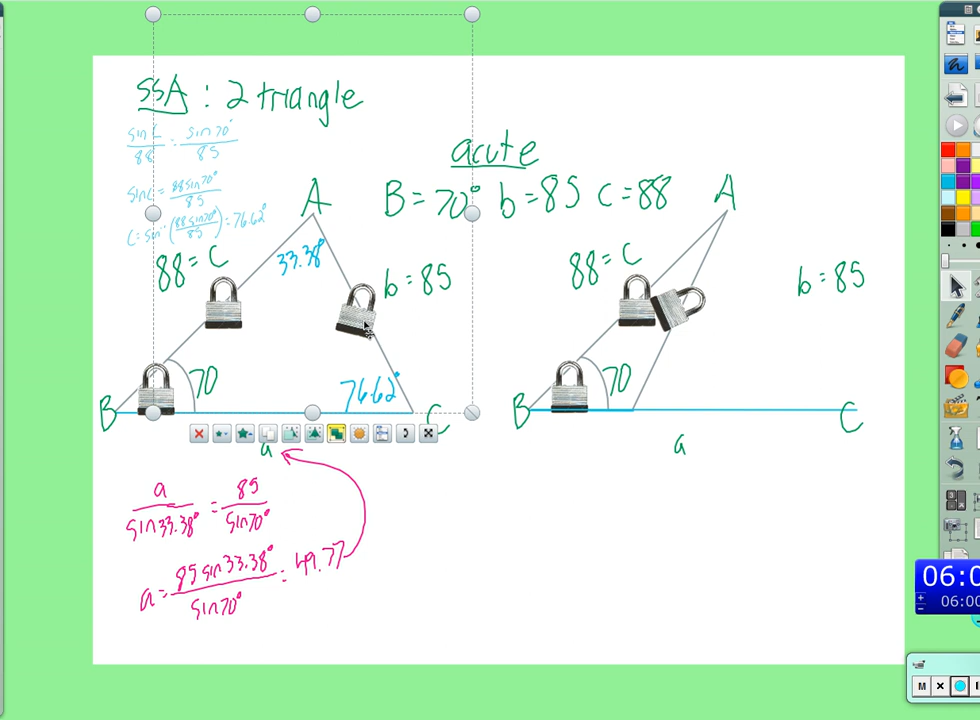 SSA : 2 triangle
sin C / 88 = sin 70° / 85
sin C = 88 sin 70° / 85
C = sin⁻¹ ( 88 sin 70° / 85 ) = 76.62°
acute
B = 70° b = 85 c = 88
A
33.38°
88 = C
b = 85
70
76.62°
B
C
a
a / sin 33.38° = 85 / sin 70°
a = 85 sin 33.38° / sin 70° = 49.77
A
88 = C
b = 85
70
B
C
a
06:0
06:00
M